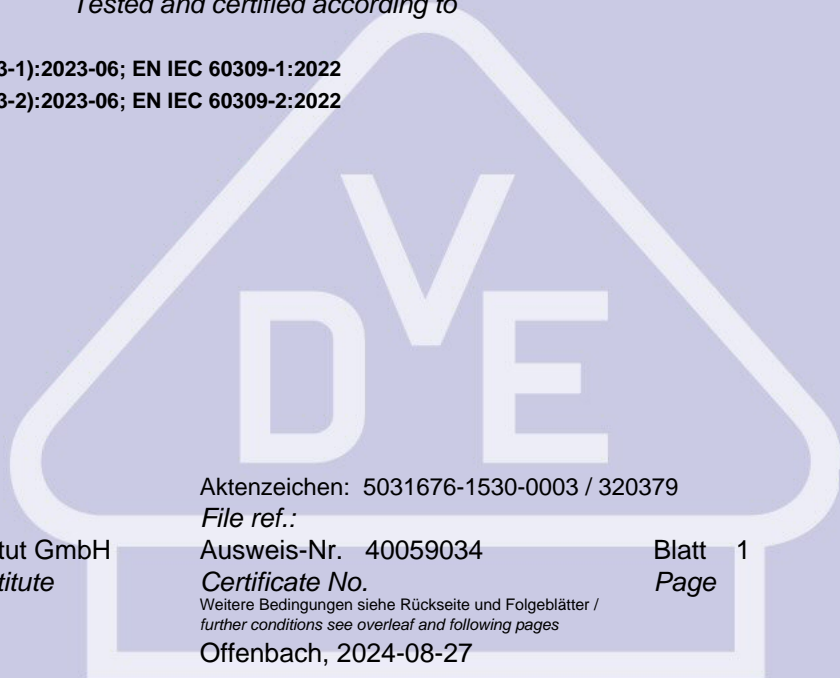 Tested and certified according to
3-1):2023-06; EN IEC 60309-1:2022
3-2):2023-06; EN IEC 60309-2:2022
VDE
Aktenzeichen: 5031676-1530-0003 / 320379
File ref.:
tut GmbH Ausweis-Nr. 40059034 Blatt 1
titute Certificate No. Page
Weitere Bedingungen siehe Rückseite und Folgeblätter /
further conditions see overleaf and following pages
Offenbach, 2024-08-27